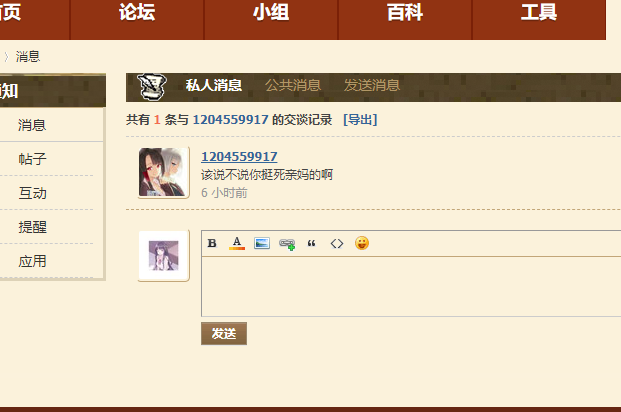 首页 论坛 小组 百科 工具
消息
通知
消息
帖子
互动
提醒
应用
私人消息 公共消息 发送消息
共有 1 条与 1204559917 的交谈记录 [导出]
1204559917
该说不说你挺死亲妈的啊
6 小时前
B A “ <>
发送